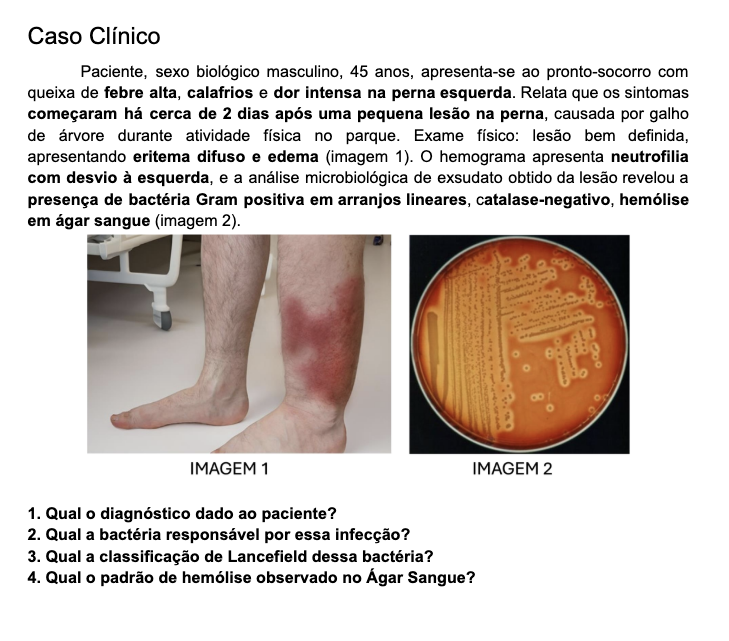 Caso Clínico
Paciente, sexo biológico masculino, 45 anos, apresenta-se ao pronto-socorro com
queixa de febre alta, calafrios e dor intensa na perna esquerda. Relata que os sintomas
começaram há cerca de 2 dias após uma pequena lesão na perna, causada por galho
de árvore durante atividade física no parque. Exame físico: lesão bem definida,
apresentando eritema difuso e edema (imagem 1). O hemograma apresenta neutrofilia
com desvio à esquerda, e a análise microbiológica de exsudato obtido da lesão revelou a
presença de bactéria Gram positiva em arranjos lineares, catalase-negativo, hemólise
em ágar sangue (imagem 2).
IMAGEM 1
IMAGEM 2
1. Qual o diagnóstico dado ao paciente?
2. Qual a bactéria responsável por essa infecção?
3. Qual a classificação de Lancefield dessa bactéria?
4. Qual o padrão de hemólise observado no Ágar Sangue?